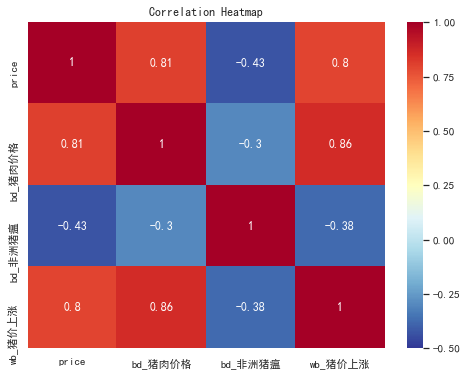 Correlation Heatmap
price
bd_猪肉价格
bd_非洲猪瘟
wb_猪价上涨
1 0.81 -0.43 0.8
0.81 1 -0.3 0.86
-0.43 -0.3 1 -0.38
0.8 0.86 -0.38 1
price bd_猪肉价格 bd_非洲猪瘟 wb_猪价上涨
1.00
0.75
0.50
0.25
0.00
-0.25
-0.50